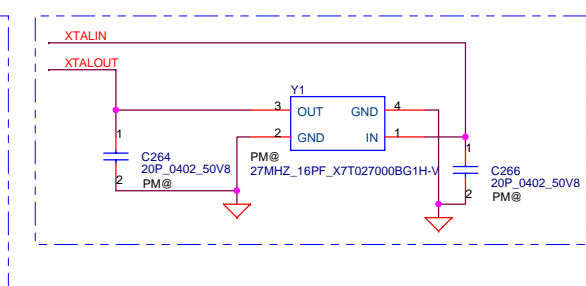 XTALIN
XTALOUT
Y1
3 OUT GND 4
2 GND IN 1
1
C264
20P_0402_50V8
2
PM@
PM@
27MHZ_16PF_X7T027000BG1H-V
1
C266
20P_0402_50V8
2
PM@